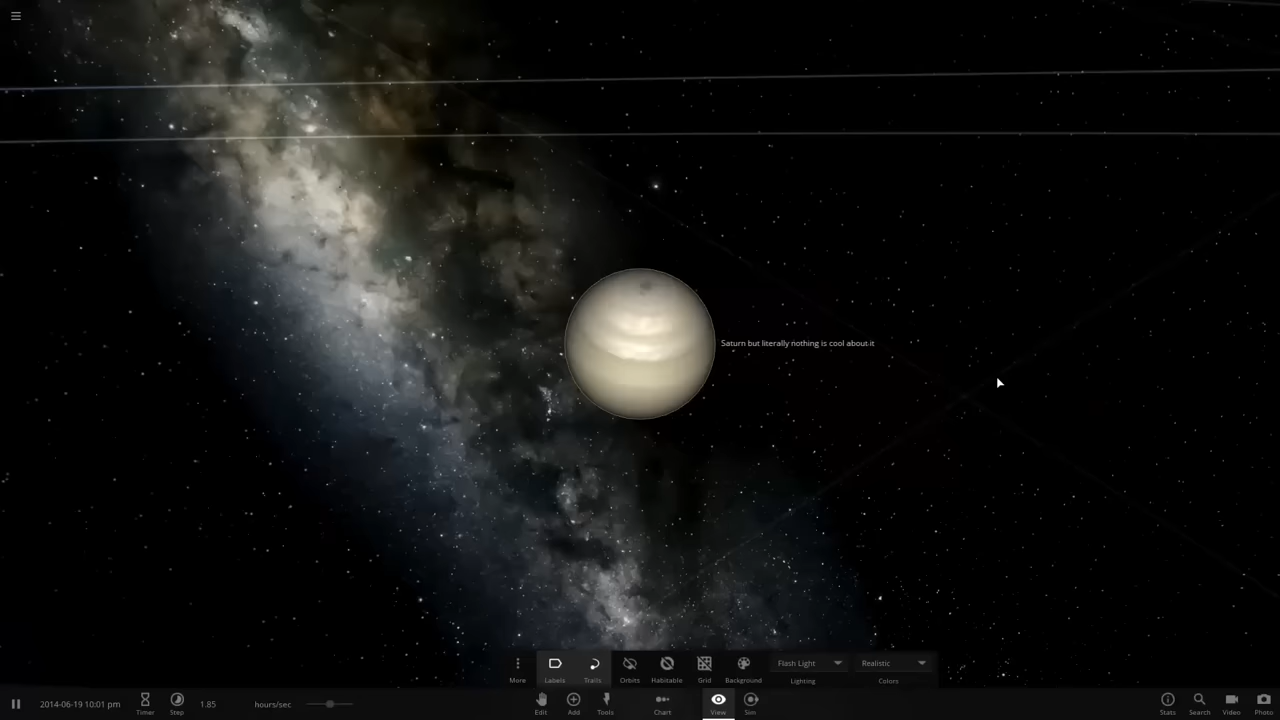 Saturn but literally nothing is cool about it
More
Labels
Trails
Orbits
Habitable
Grid
Background
Flash Light
Lighting
Realistic
Colors
2014-06-19 10:01 pm
Timer
Step
1.85
hours/sec
Edit
Add
Tools
Chart
View
Sim
Stats
Search
Video
Photo